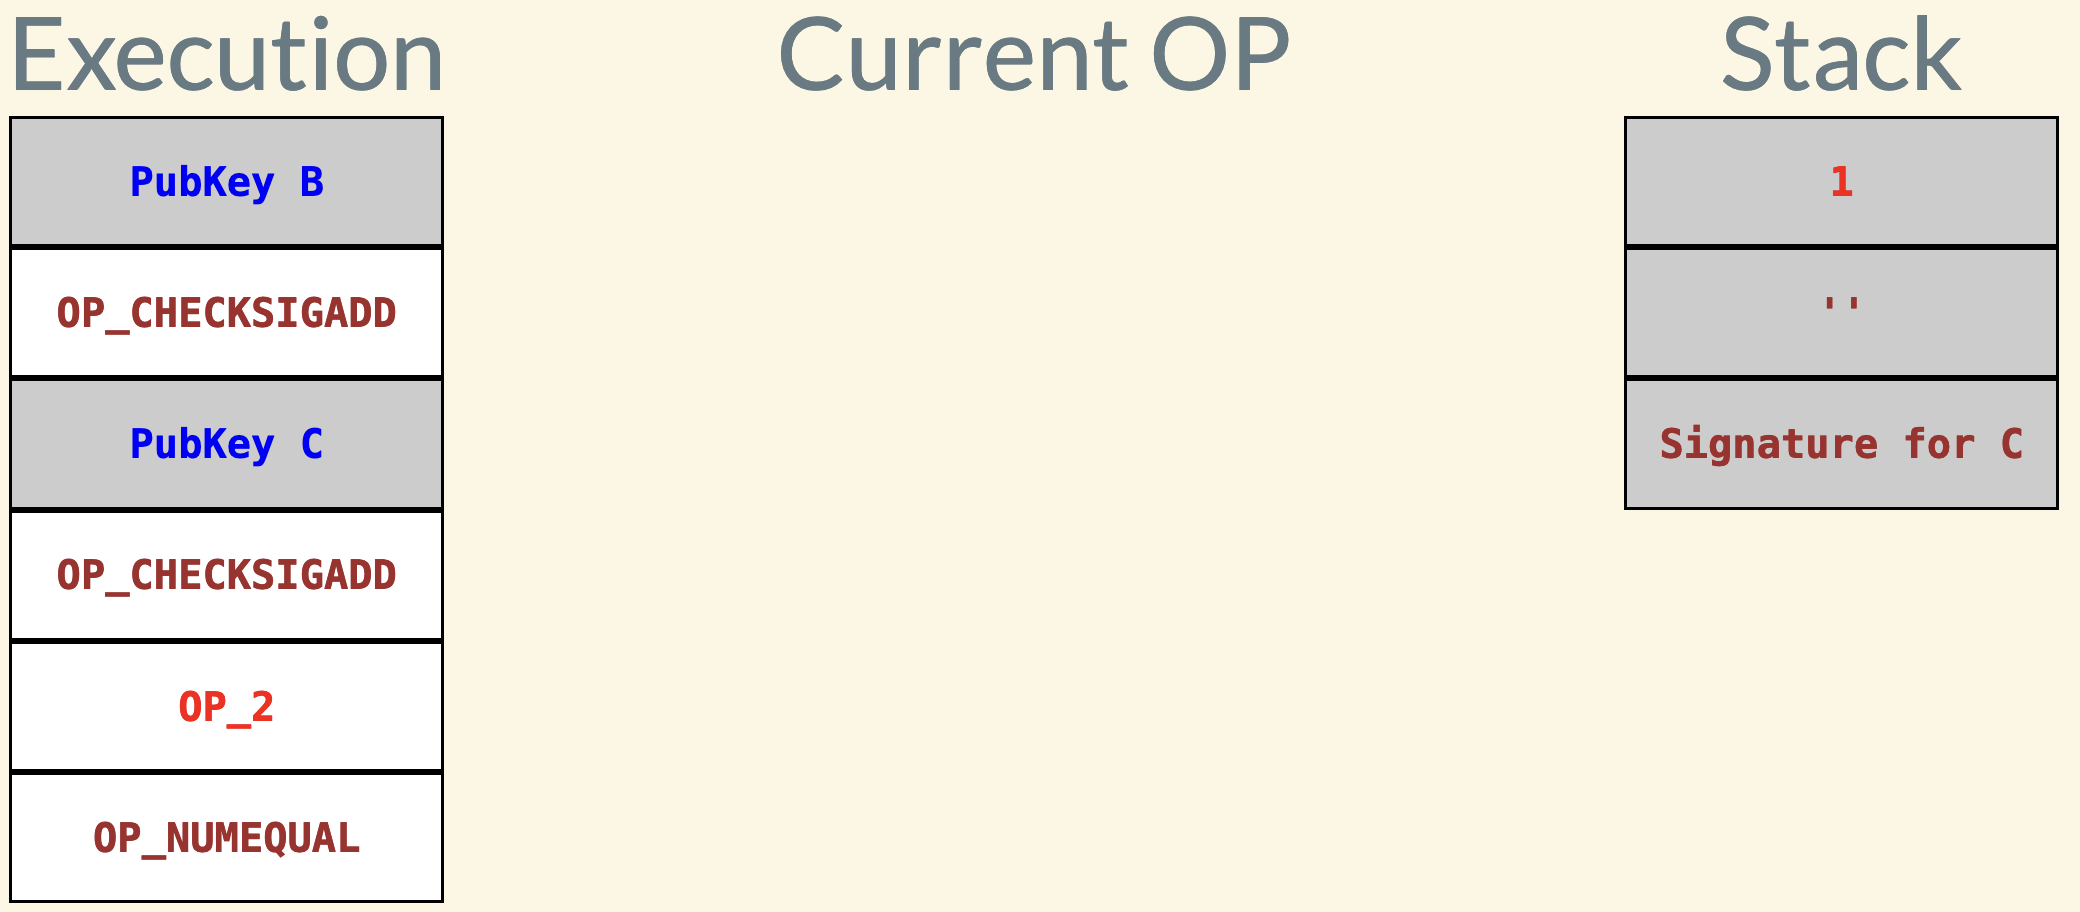 Execution
Current OP
Stack
PubKey B
OP_CHECKSIGADD
PubKey C
OP_CHECKSIGADD
OP_2
OP_NUMEQUAL
1
''
Signature for C